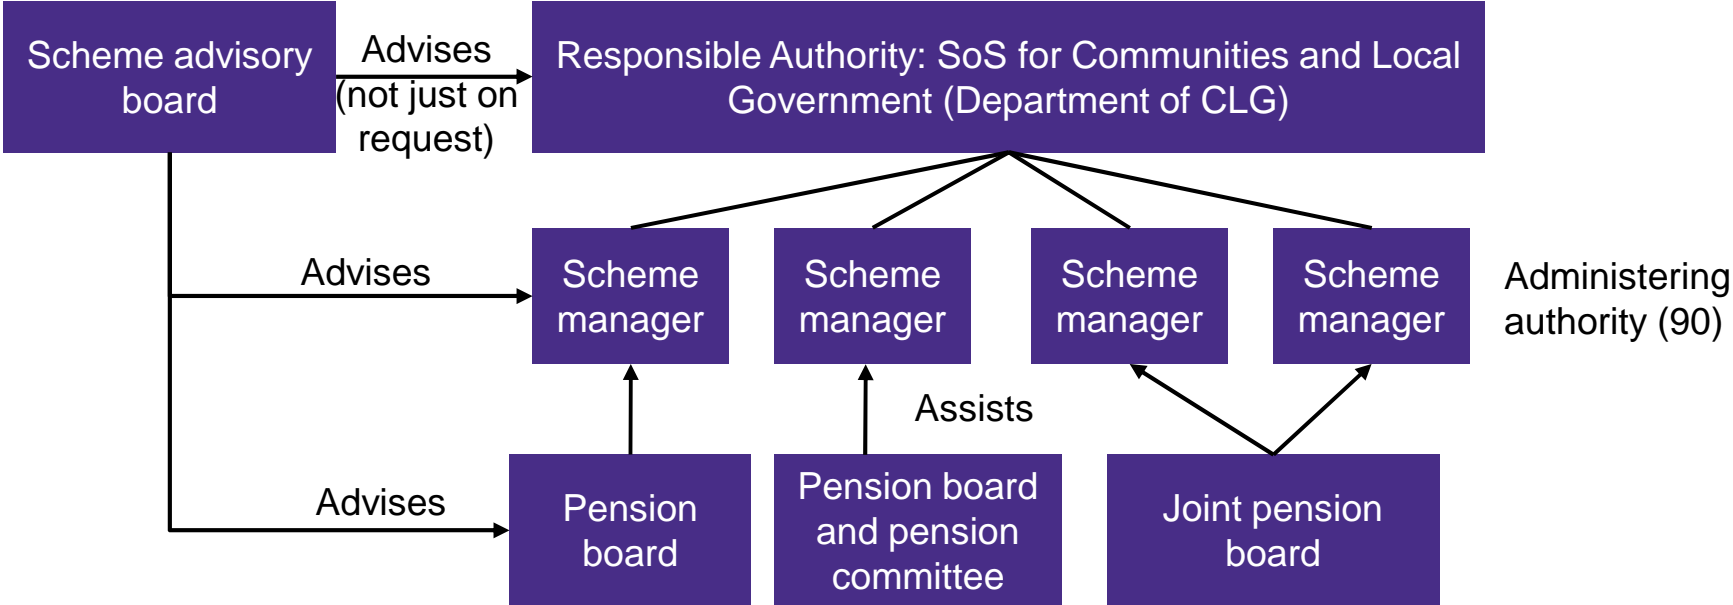 Scheme advisory
board
Advises
(not just on
request)
Responsible Authority: SoS for Communities and Local
Government (Department of CLG)
Advises
Scheme
manager
Scheme
manager
Scheme
manager
Scheme
manager
Administering
authority (90)
Assists
Advises
Pension
board
Pension board
and pension
committee
Joint pension
board